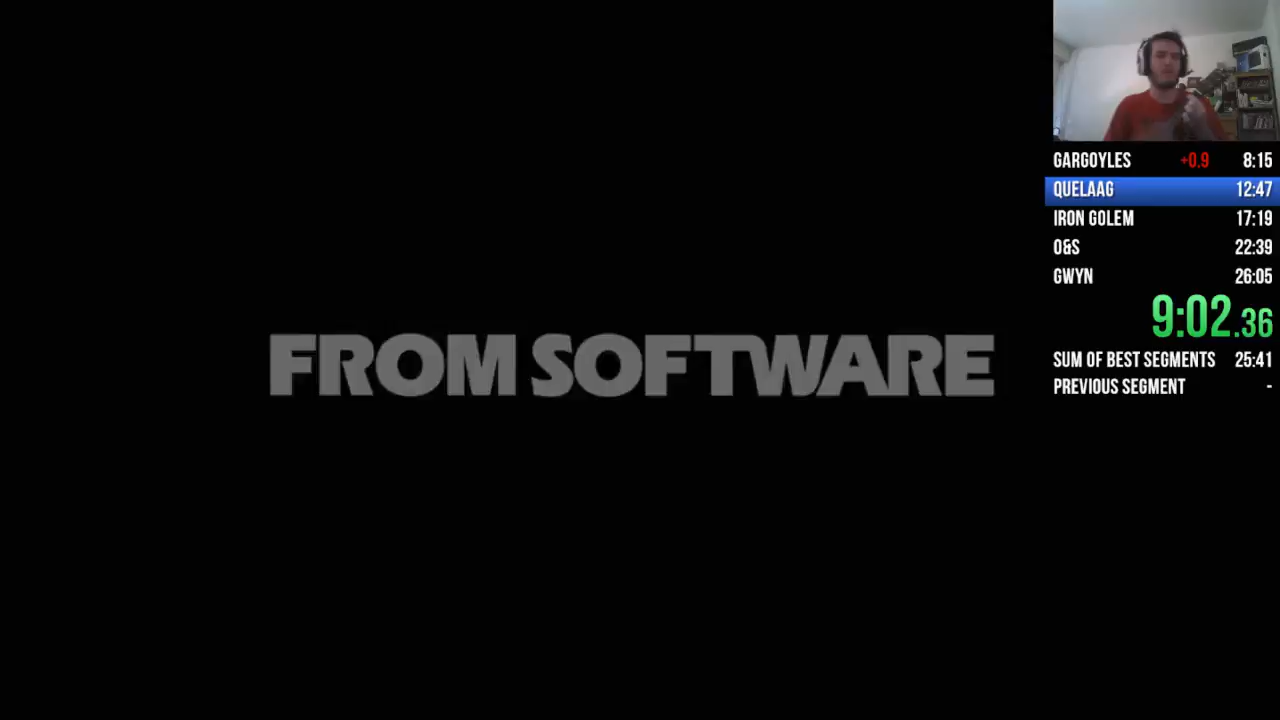 FROM SOFTWARE
GARGOYLES +0.9 8:15
QUELAAG 12:47
IRON GOLEM 17:19
O&S 22:39
GWYN 26:05
9:02.36
SUM OF BEST SEGMENTS 25:41
PREVIOUS SEGMENT -